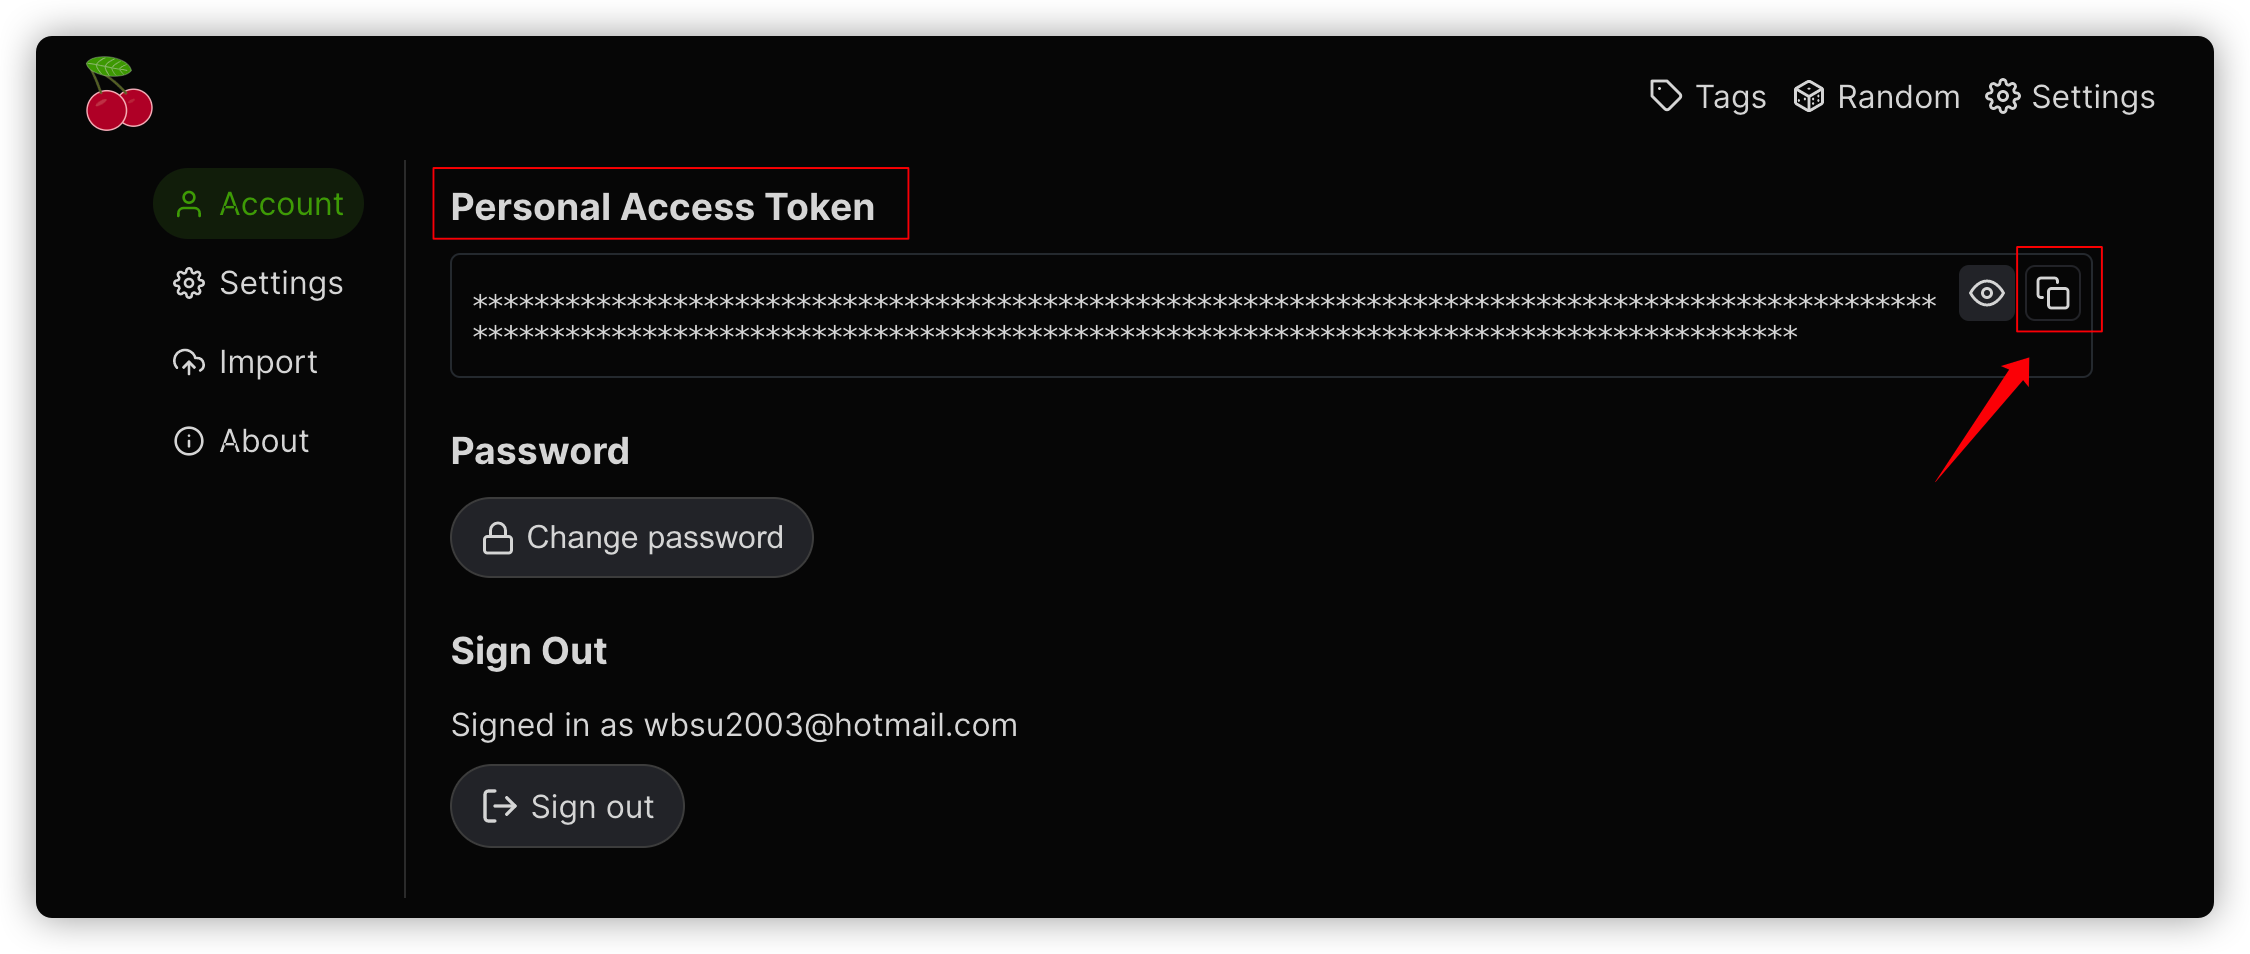 Tags Random Settings
Account
Settings
Import
About
Personal Access Token
***********************************************************************************************
**************************************************************************************
Password
Change password
Sign Out
Signed in as wbsu2003@hotmail.com
Sign out